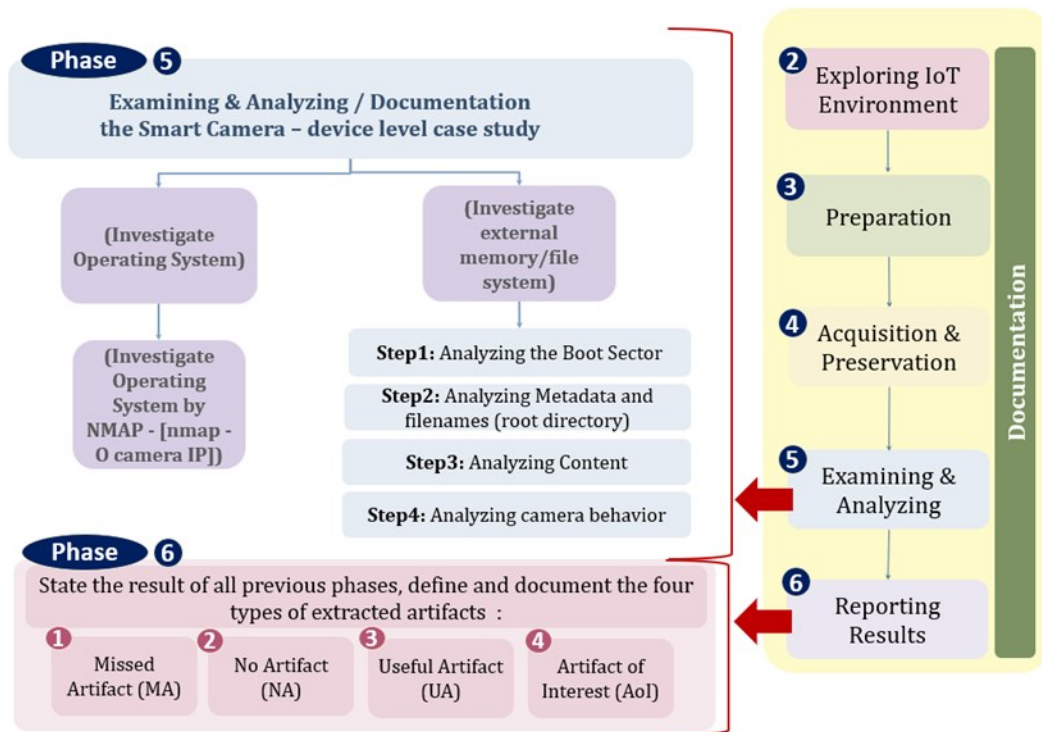 Phase 5
Examining & Analyzing / Documentation
the Smart Camera – device level case study
(Investigate
Operating System)
(Investigate
Operating
System by
NMAP - [nmap -
O camera IP])
(Investigate
external
memory/file
system)
Step1: Analyzing the Boot Sector
Step2: Analyzing Metadata and
filenames (root directory)
Step3: Analyzing Content
Step4: Analyzing camera behavior
Phase 6
State the result of all previous phases, define and document the four
types of extracted artifacts :
1
Missed
Artifact (MA)
2
No Artifact
(NA)
3
Useful Artifact
(UA)
4
Artifact of
Interest (AoI)
2
Exploring IoT
Environment
3
Preparation
4
Acquisition &
Preservation
5
Examining &
Analyzing
6
Reporting
Results
Documentation